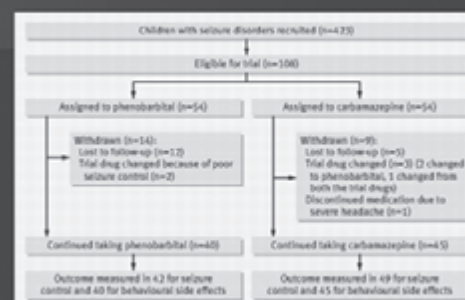 Children with seizure disorders recruited (n=423)
Eligible for trial (n=108)
Assigned to phenobarbital (n=54)
Assigned to carbamazepine (n=54)
Withdrawn (n=14):
Lost to follow-up (n=12)
Trial drug changed because of poor
seizure control (n=2)
Withdrawn (n=9):
Lost to follow-up (n=5)
Trial drug changed (n=3) (2 changed
to phenobarbital, 1 changed from
both the trial drugs)
Discontinued medication due to
severe headache (n=1)
Continued taking phenobarbital (n=40)
Continued taking carbamazepine (n=45)
Outcome measured in 42 for seizure
control and 40 for behavioural side effects
Outcome measured in 49 for seizure
control and 45 for behavioural side effects